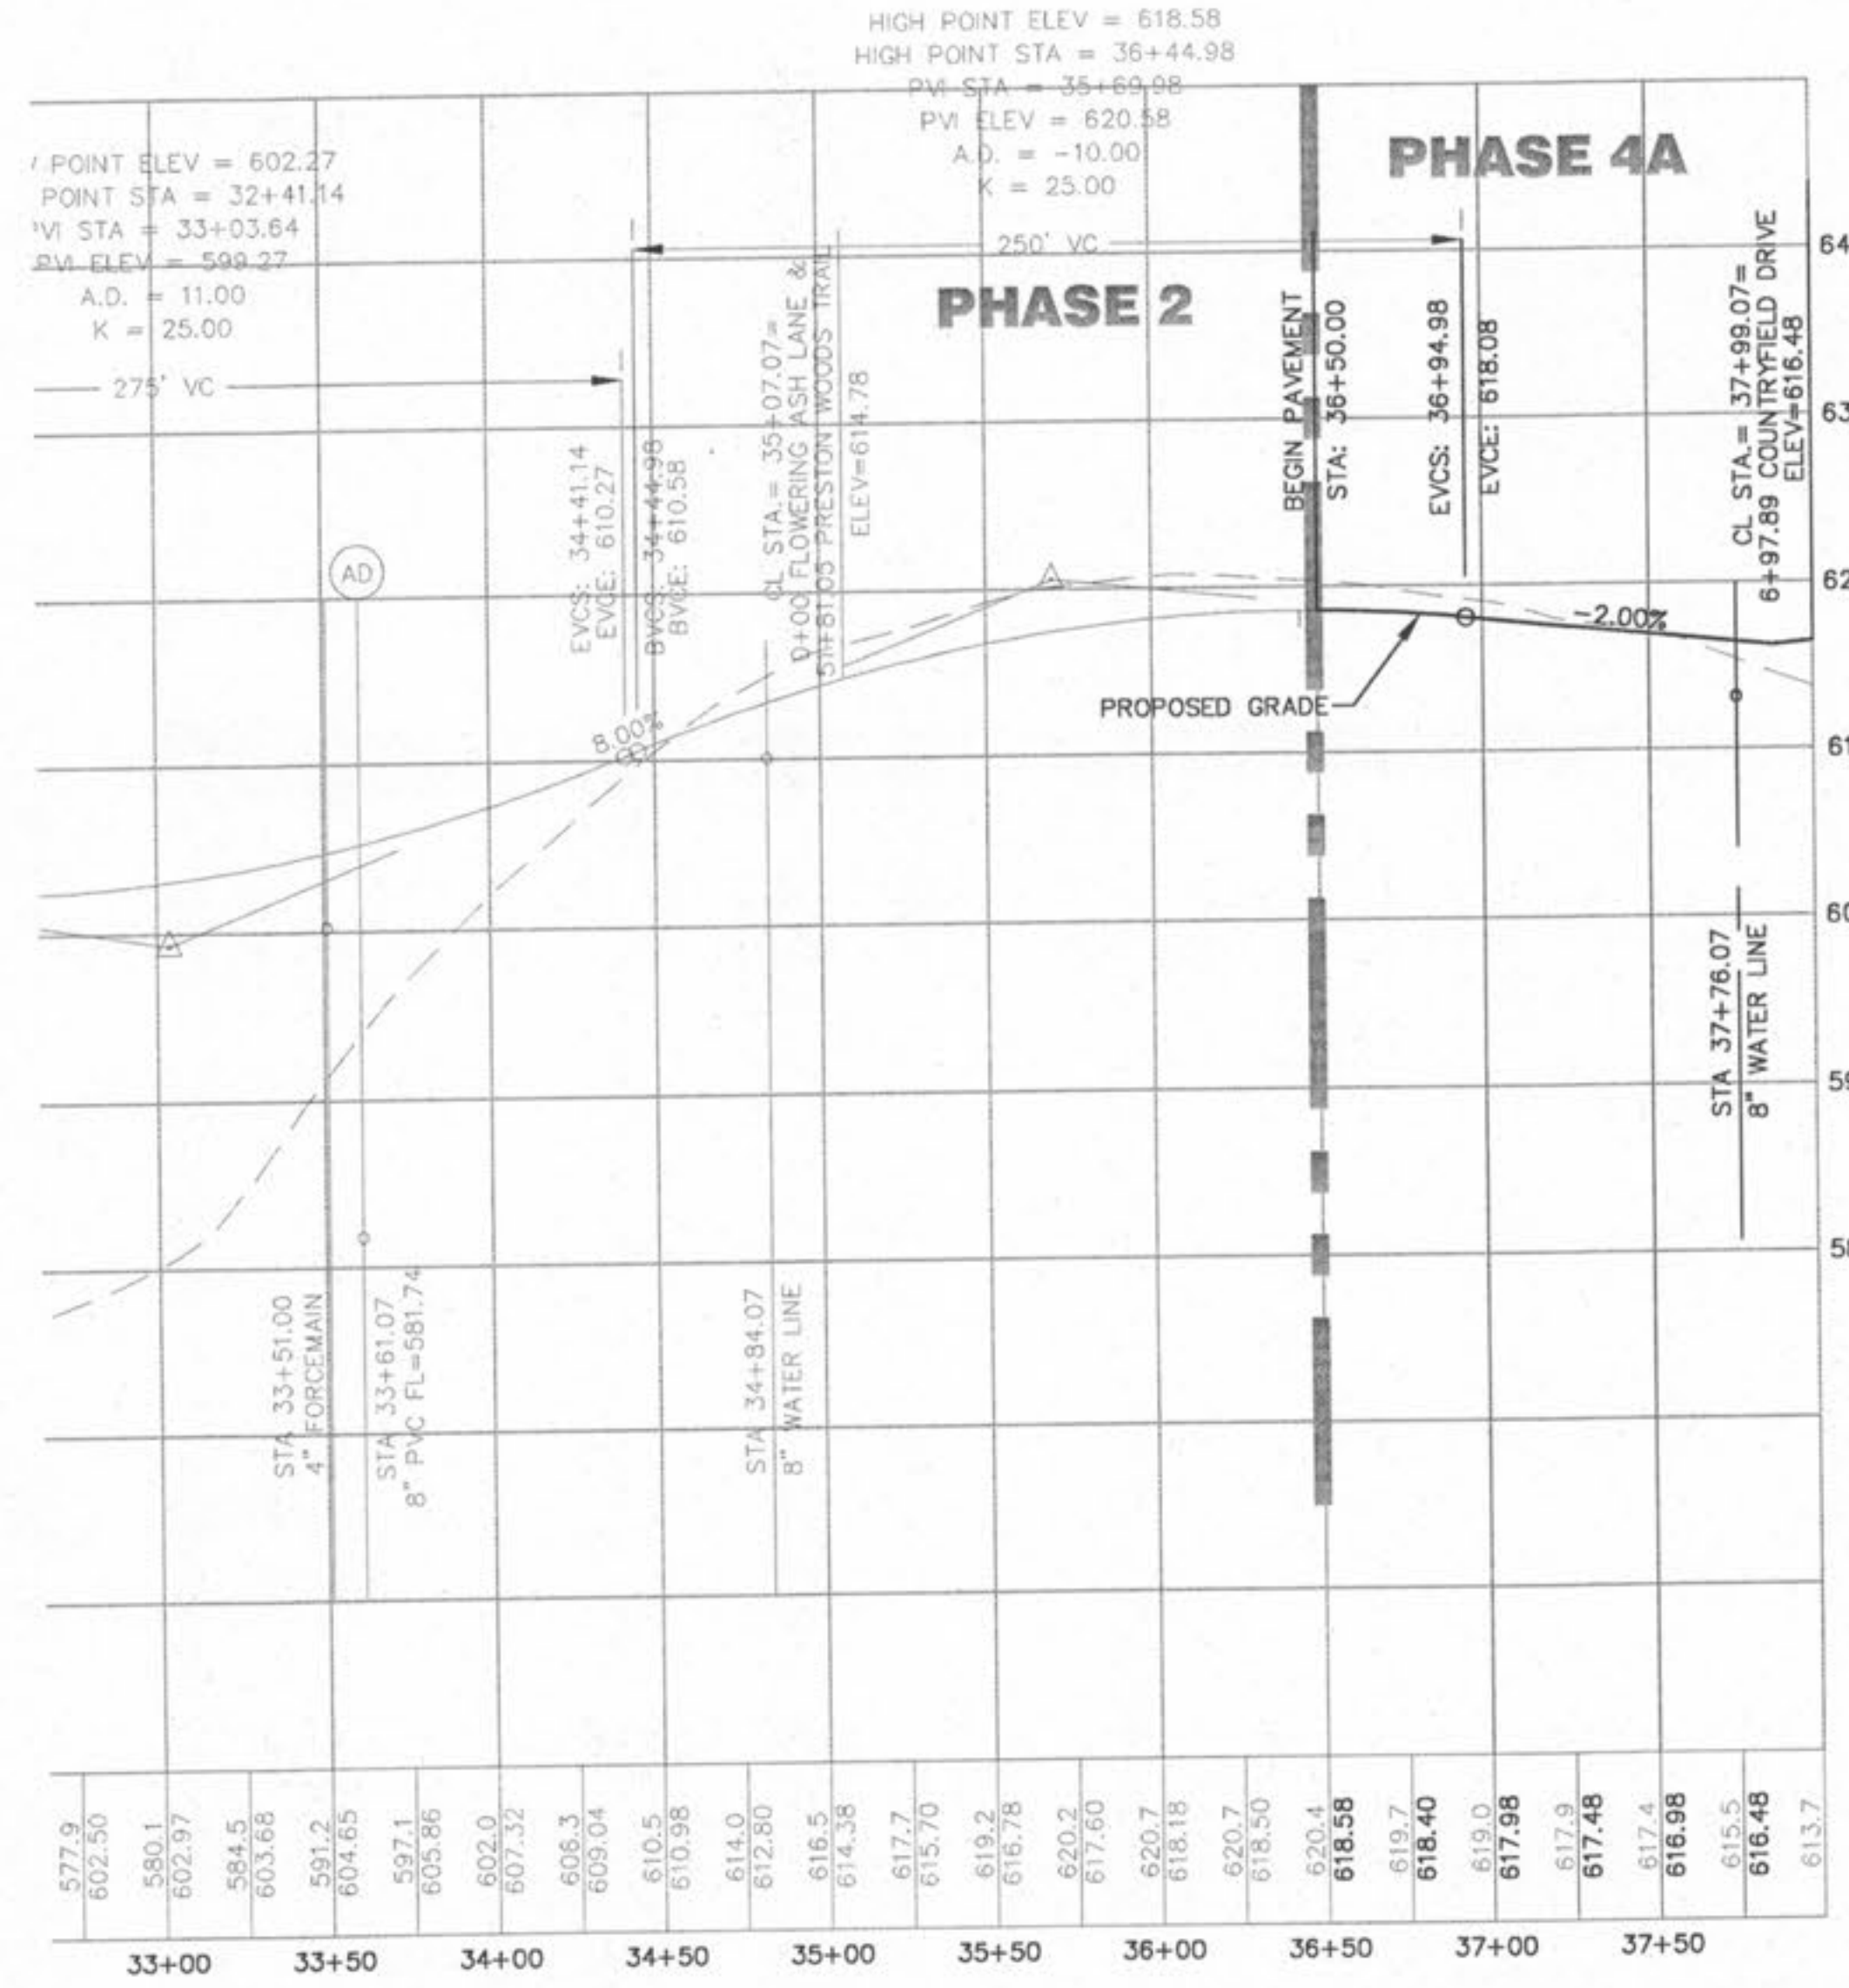 HIGH POINT ELEV = 618.58
HIGH POINT STA = 36+44.98
PVI STA = 35+69.98
PVI ELEV = 620.58
A.D. = -10.00
K = 25.00
PHASE 4A
POINT ELEV = 602.27
POINT STA = 32+41.14
STA = 33+03.64
PVI ELEV = 599.27
A.D. = 11.00
K = 25.00
275' VC
250' VC
PHASE 2
EVCS: 34+41.14
EVCE: 610.27
BVCS: 34+44.98
BVCE: 610.58
CL STA.= 35+07.07=
0+00 FLOWERING ASH LANE &
51+81.05 PRESTON WOODS TRAIL
ELEV=614.78
BEGIN PAVEMENT
STA: 36+50.00
EVCS: 36+94.98
EVCE: 618.08
CL STA.= 37+99.07=
6+97.89 COUNTRYFIELD DRIVE
ELEV=616.48
64
63
62
61
60
59
58
AD
8.00%
-2.00%
PROPOSED GRADE
STA 33+51.00
4" FORCEMAIN
STA 33+61.07
8" PVC FL=581.74
STA 34+84.07
8" WATER LINE
STA 37+76.07
8" WATER LINE
577.9
602.50
580.1
602.97
584.5
603.68
591.2
604.65
597.1
605.86
602.0
607.32
606.3
609.04
610.5
610.98
614.0
612.80
616.5
614.38
617.7
615.70
619.2
616.78
620.2
617.60
620.7
618.18
620.7
618.50
620.4
618.58
619.7
618.40
619.0
617.98
617.9
617.48
617.4
616.98
615.5
616.48
613.7
33+00 33+50 34+00 34+50 35+00 35+50 36+00 36+50 37+00 37+50